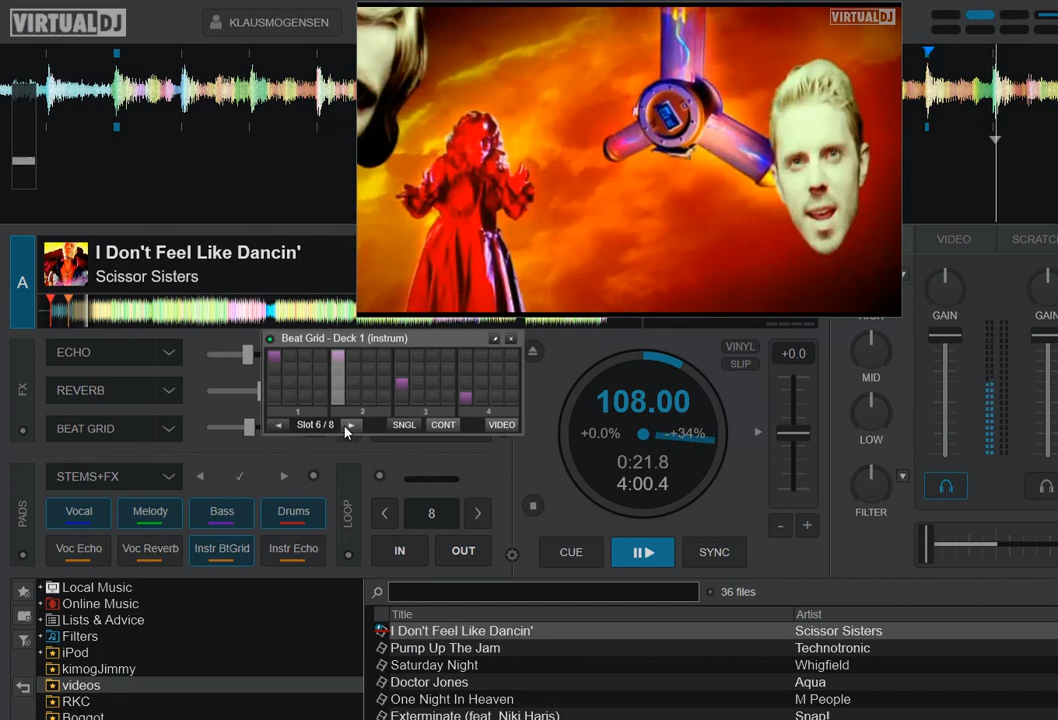 VIRTUALDJ
KLAUSMOGENSEN
VIRTUALDJ
A
I Don't Feel Like Dancin'
Scissor Sisters
VIDEO
SCRATCH
GAIN
GAIN
MID
LOW
FILTER
FX
ECHO
REVERB
BEAT GRID
Beat Grid - Deck 1 (instrum)
1 2 3 4
Slot 6 / 8
SNGL
CONT
VIDEO
VINYL
SLIP
+0.0
108.00
+0.0%
-+34%
0:21.8
4:00.4
- +
PADS
STEMS+FX
Vocal
Melody
Bass
Drums
Voc Echo
Voc Reverb
Instr BtGrid
Instr Echo
LOOP
8
IN
OUT
CUE
SYNC
Local Music
Online Music
Lists & Advice
Filters
iPod
kimogJimmy
videos
RKC
Boggot
36 files
Title Artist
I Don't Feel Like Dancin' Scissor Sisters
Pump Up The Jam Technotronic
Saturday Night Whigfield
Doctor Jones Aqua
One Night In Heaven M People
Exterminate (feat. Niki Haris) Snap!